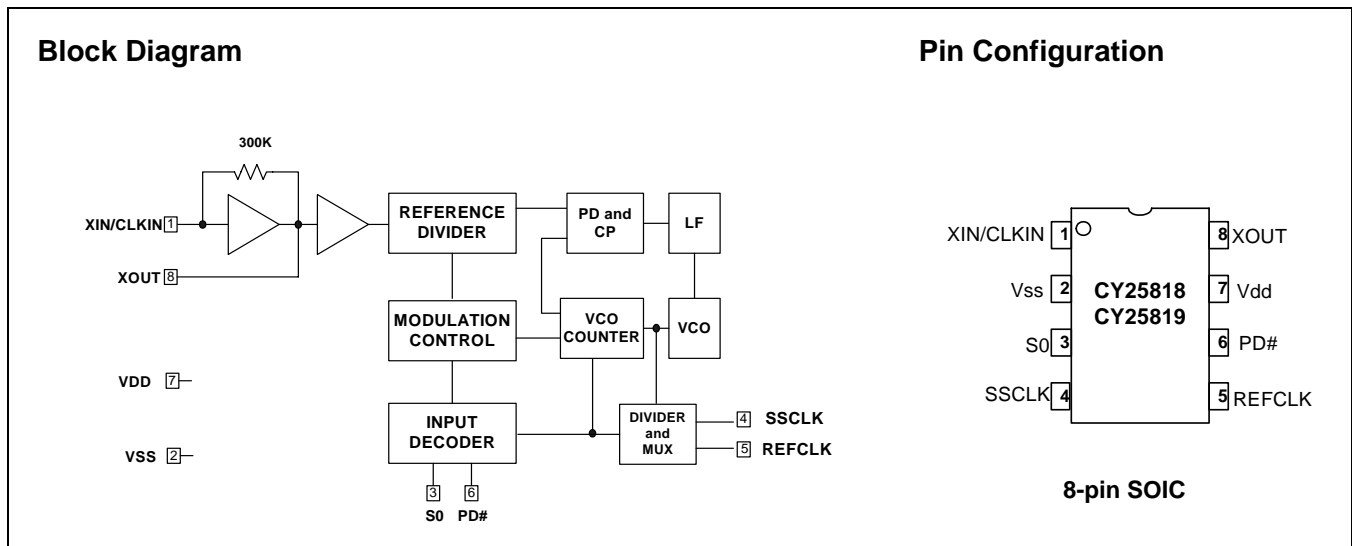 Block Diagram
Pin Configuration
300K
XIN/CLKIN 1
XOUT 8
VDD 7
VSS 2
REFERENCE
DIVIDER
PD and
CP
LF
MODULATION
CONTROL
VCO
COUNTER
VCO
INPUT
DECODER
DIVIDER
and
MUX
4 SSCLK
5 REFCLK
3 6
S0 PD#
XIN/CLKIN 1
8 XOUT
Vss 2
7 Vdd
CY25818
CY25819
S0 3
6 PD#
SSCLK 4
5 REFCLK
8-pin SOIC